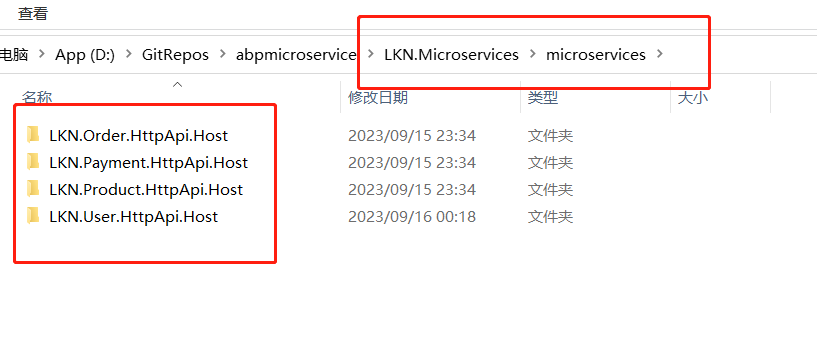 查看
电脑 App (D:) GitRepos abpmicroservice LKN.Microservices microservices
名称 修改日期 类型 大小
LKN.Order.HttpApi.Host 2023/09/15 23:34 文件夹
LKN.Payment.HttpApi.Host 2023/09/15 23:34 文件夹
LKN.Product.HttpApi.Host 2023/09/15 23:34 文件夹
LKN.User.HttpApi.Host 2023/09/16 00:18 文件夹